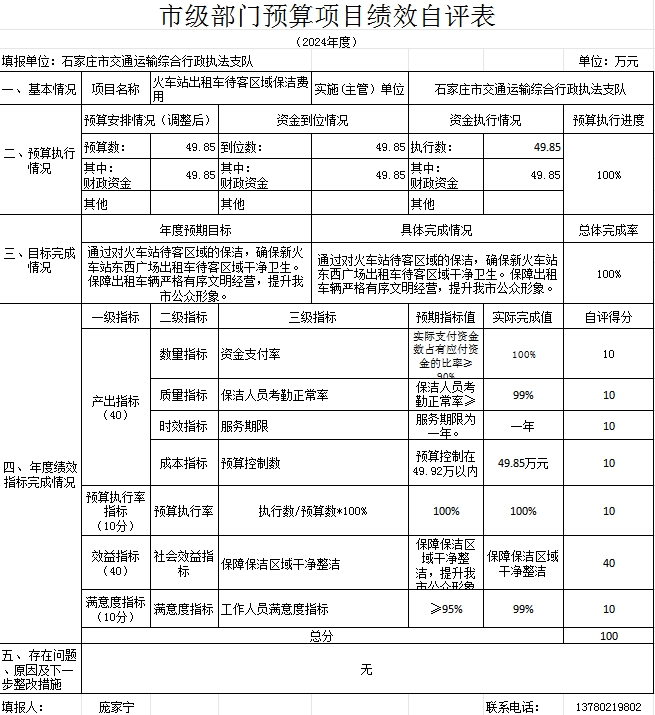 市级部门预算项目绩效自评表
（2024年度）
填报单位：石家庄市交通运输综合行政执法支队 单位：万元
一、基本情况 项目名称 火车站出租车待客区域保洁费
用
实施(主管)单位 石家庄市交通运输综合行政执法支队
二、预算执行
情况
预算安排情况（调整后） 资金到位情况 资金执行情况 预算执行进度
预算数： 49.85 到位数： 49.85 执行数： 49.85
其中：
财政资金 49.85
其中：
财政资金 49.85
其中：
财政资金 49.85
100%
其他 其他 其他
三、目标完成
情况
年度预期目标 具体完成情况 总体完成率
通过对火车站待客区域的保洁，确保新火
车站东西广场出租车待客区域干净卫生。
保障出租车辆严格有序文明经营，提升我
市公众形象。
通过对火车站待客区域的保洁，确保新火车站
东西广场出租车待客区域干净卫生。保障出租
车辆严格有序文明经营，提升我市公众形象。
100%
四、年度绩效
指标完成情况
一级指标 二级指标 三级指标 预期指标值 实际完成值 自评得分
产出指标
（40）
数量指标 资金支付率
实际支付资金
数占有应付资
金的比率≥
90%
100% 10
质量指标 保洁人员考勤正常率
保洁人员考
勤正常率≥
99% 10
时效指标 服务期限
服务期限为
一年。
一年 10
成本指标 预算控制数
预算控制在
49.92万以内
49.85万元 10
预算执行率
指标
（10分）
预算执行率 执行数/预算数*100% 100% 100% 10
效益指标
（40）
社会效益指
标
保障保洁区域干净整洁
保障保洁区
域干净整
洁，提升我
市公众形象
保障保洁区域
干净整洁
40
满意度指标
（10分）
满意度指标 工作人员满意度指标 ≥95% 99% 10
总分 100
五、存在问题
、原因及下一
步整改措施
无
填报人： 庞家宁 联系电话： 13780219802